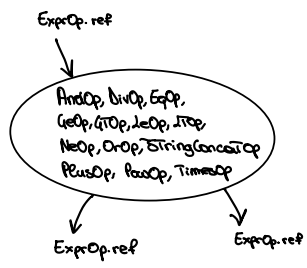 ExprOp.ref
AndOp, DivOp, EqOp,
GeOp, GTOp, LeOp, LTOp,
NeOp, OrOp, StringConcatOp
PlusOp, PowOp, TimesOp
ExprOp.ref
ExprOp.ref